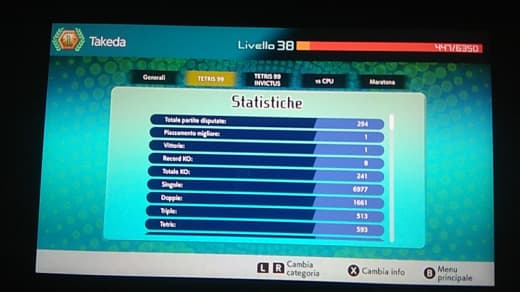 Takeda
Livello 38
447/6350
Generali
TETRIS 99
TETRIS 99 INVICTUS
vs CPU
Maratona
Statistiche
Totale partite disputate: 294
Piazzamento migliore: 1
Vittorie: 1
Record KO: 8
Totale KO: 241
Singole: 6977
Doppie: 1661
Triple: 513
Tetris: 593
L R Cambia categoria
X Cambia info
B Menu principale